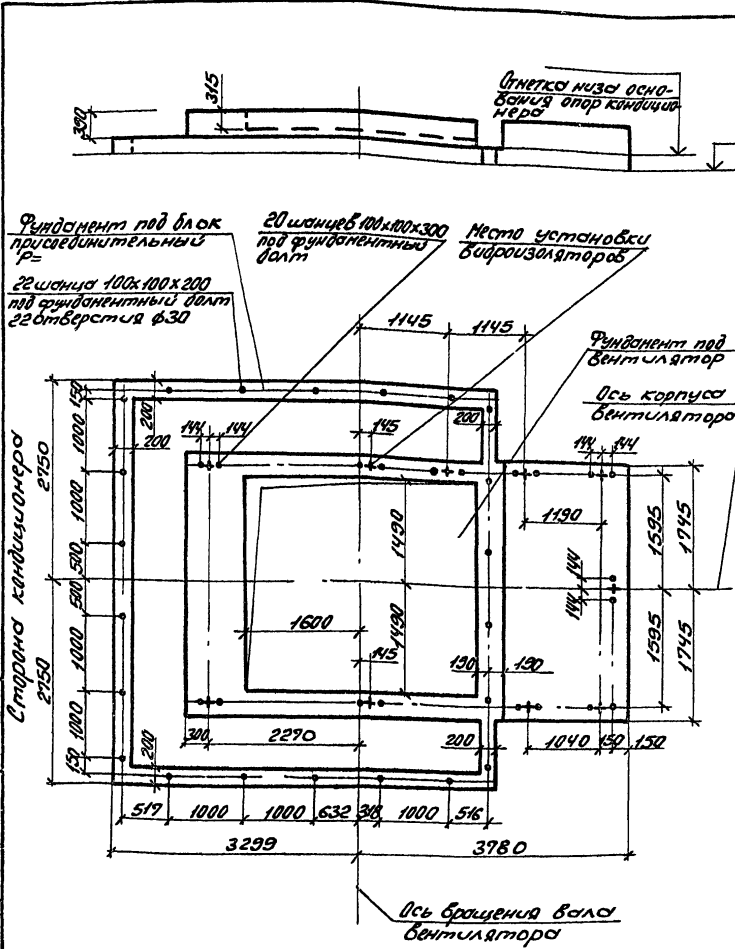 315
390
Отметка низа осно-
вания опор кондицио-
нера
Фундамент под блок
присоединительный
Р=
22 шанца 100х100х200
под фундаментный болт
22 отверстия ф30
20 шанцев 100х100х300
под фундаментный
болт
Место установки
виброизоляторов
Фундамент под
вентилятор
Ось корпуса
вентилятора
1145
1145
150
200
1000
200
144
144
145
200
144
144
2750
1000
500
1190
1490
1595
1745
144
144
Сторона кондиционера
500
1600
1490
1000
145
190
190
1595
1745
2750
1000
150
200
300
2270
200
1040
150
150
517
1000
1000
632
318
1000
516
3299
3780
Ось вращения вала
вентилятора